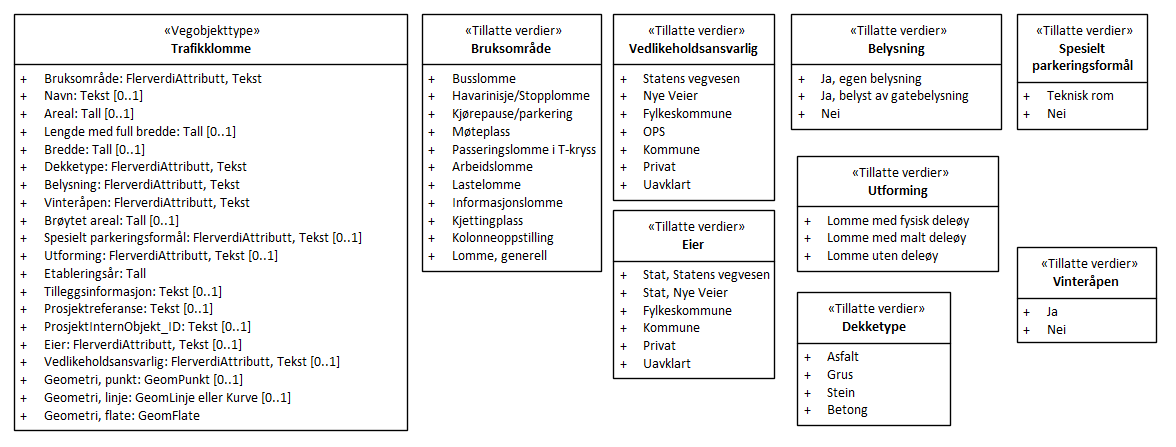 «Vegobjekttype»
Trafikklomme
+ Bruksområde: FlerverdiAttributt, Tekst
+ Navn: Tekst [0..1]
+ Areal: Tall [0..1]
+ Lengde med full bredde: Tall [0..1]
+ Bredde: Tall [0..1]
+ Dekketype: FlerverdiAttributt, Tekst
+ Belysning: FlerverdiAttributt, Tekst
+ Vinteråpen: FlerverdiAttributt, Tekst
+ Brøytet areal: Tall [0..1]
+ Spesielt parkeringsformål: FlerverdiAttributt, Tekst [0..1]
+ Utforming: FlerverdiAttributt, Tekst [0..1]
+ Etableringsår: Tall
+ Tilleggsinformasjon: Tekst [0..1]
+ Prosjektreferanse: Tekst [0..1]
+ ProsjektInternObjekt_ID: Tekst [0..1]
+ Eier: FlerverdiAttributt, Tekst [0..1]
+ Vedlikeholdsansvarlig: FlerverdiAttributt, Tekst [0..1]
+ Geometri, punkt: GeomPunkt [0..1]
+ Geometri, linje: GeomLinje eller Kurve [0..1]
+ Geometri, flate: GeomFlate
«Tillatte verdier»
Bruksområde
+ Busslomme
+ Havarinisje/Stopplomme
+ Kjørepause/parkering
+ Møteplass
+ Passeringslomme i T-kryss
+ Arbeidslomme
+ Lastelomme
+ Informasjonslomme
+ Kjettingplass
+ Kolonneoppstilling
+ Lomme, generell
«Tillatte verdier»
Vedlikeholdsansvarlig
+ Statens vegvesen
+ Nye Veier
+ Fylkeskommune
+ OPS
+ Kommune
+ Privat
+ Uavklart
«Tillatte verdier»
Eier
+ Stat, Statens vegvesen
+ Stat, Nye Veier
+ Fylkeskommune
+ Kommune
+ Privat
+ Uavklart
«Tillatte verdier»
Belysning
+ Ja, egen belysning
+ Ja, belyst av gatebelysning
+ Nei
«Tillatte verdier»
Utforming
+ Lomme med fysisk deleøy
+ Lomme med malt deleøy
+ Lomme uten deleøy
«Tillatte verdier»
Dekketype
+ Asfalt
+ Grus
+ Stein
+ Betong
«Tillatte verdier»
Spesielt
parkeringsformål
+ Teknisk rom
+ Nei
«Tillatte verdier»
Vinteråpen
+ Ja
+ Nei